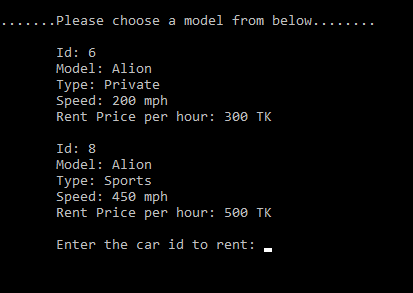 .......Please choose a model from below........
Id: 6
Model: Alion
Type: Private
Speed: 200 mph
Rent Price per hour: 300 TK
Id: 8
Model: Alion
Type: Sports
Speed: 450 mph
Rent Price per hour: 500 TK
Enter the car id to rent: